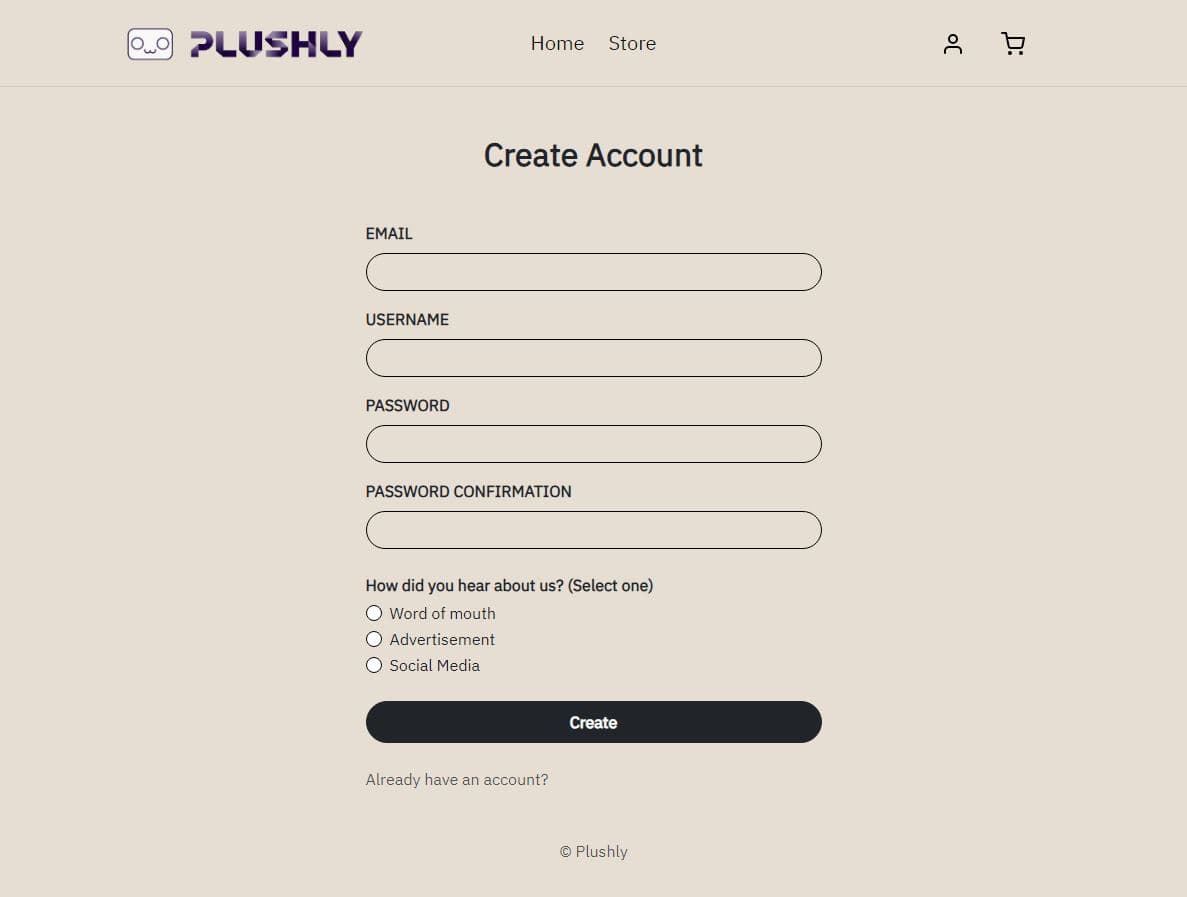 PLUSHLY
Home Store
Create Account
EMAIL
USERNAME
PASSWORD
PASSWORD CONFIRMATION
How did you hear about us? (Select one)
Word of mouth
Advertisement
Social Media
Create
Already have an account?
© Plushly